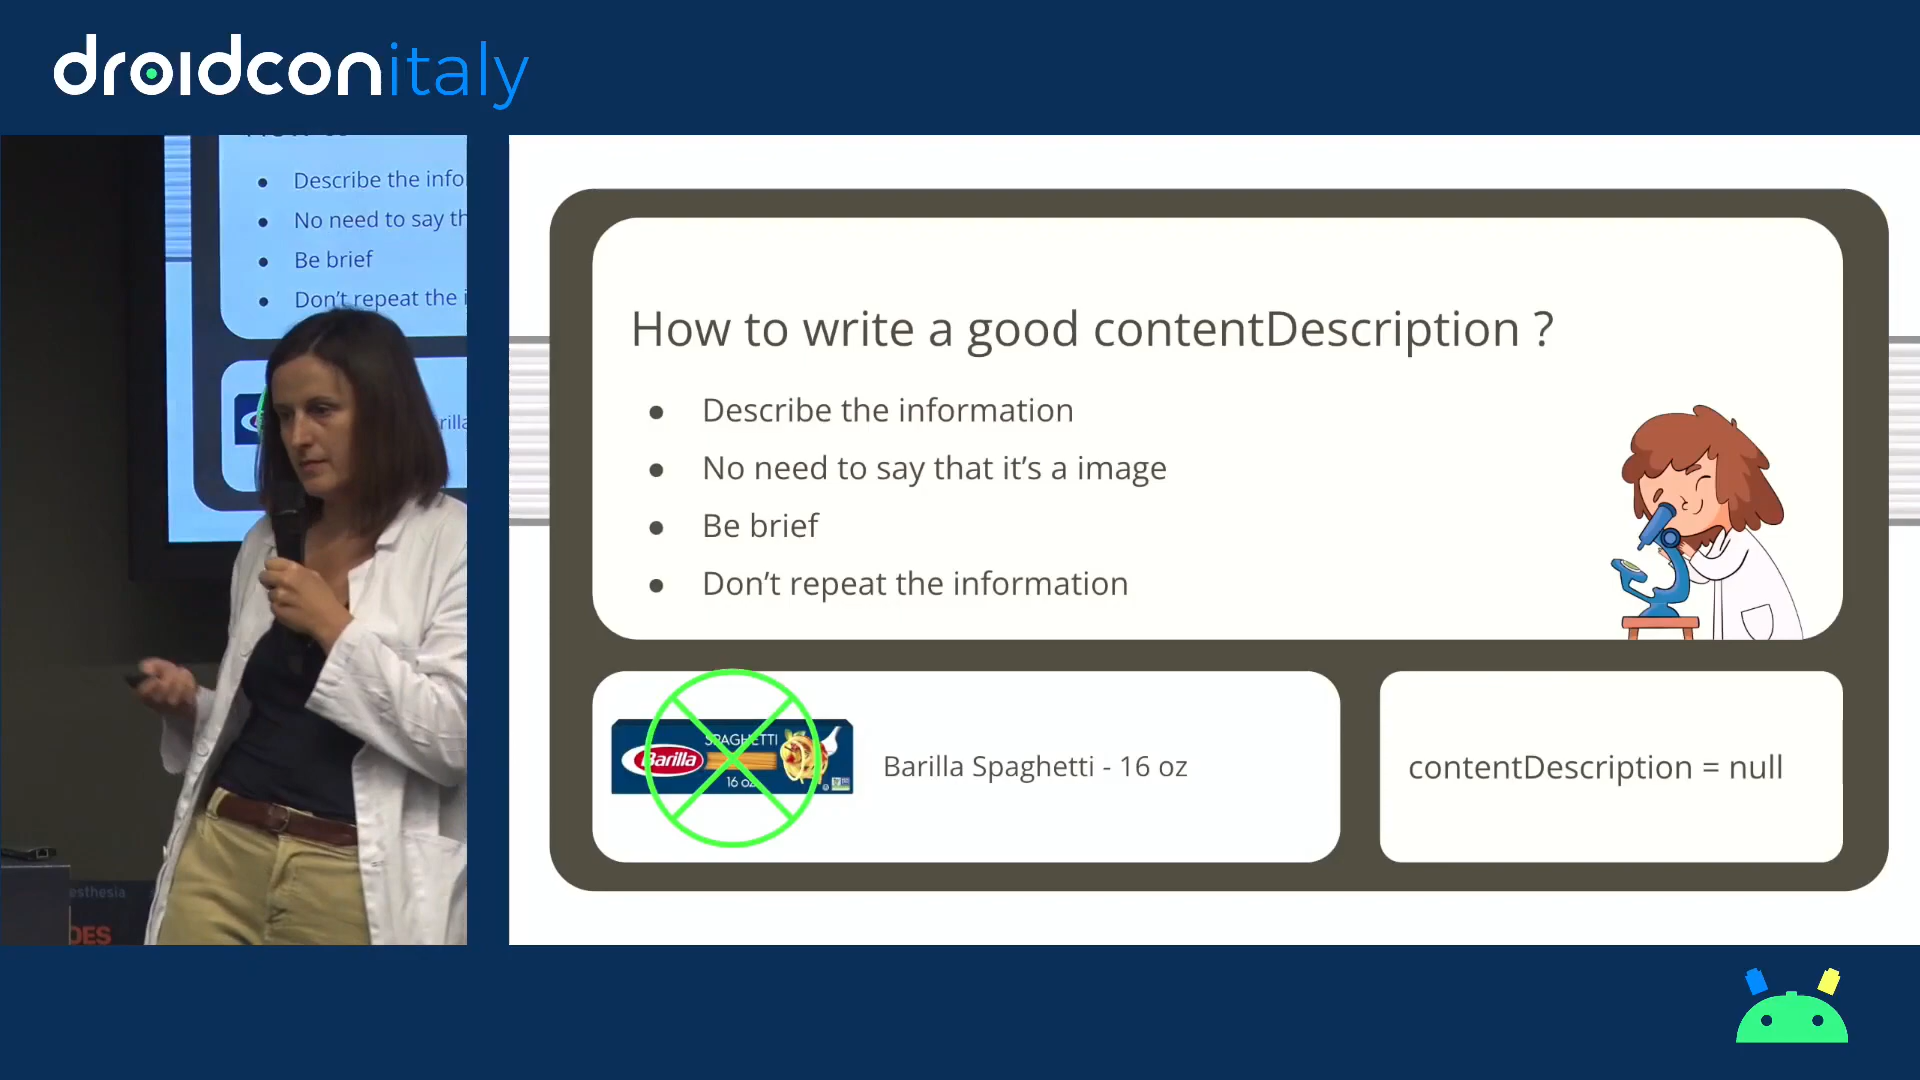 droidconitaly
Describe the info
No need to say th
Be brief
Don't repeat the i
rilla
esthesia
DES
How to write a good contentDescription ?
Describe the information
No need to say that it's a image
Be brief
Don't repeat the information
Barilla
SPAGHETTI
16 oz
Barilla Spaghetti - 16 oz
contentDescription = null